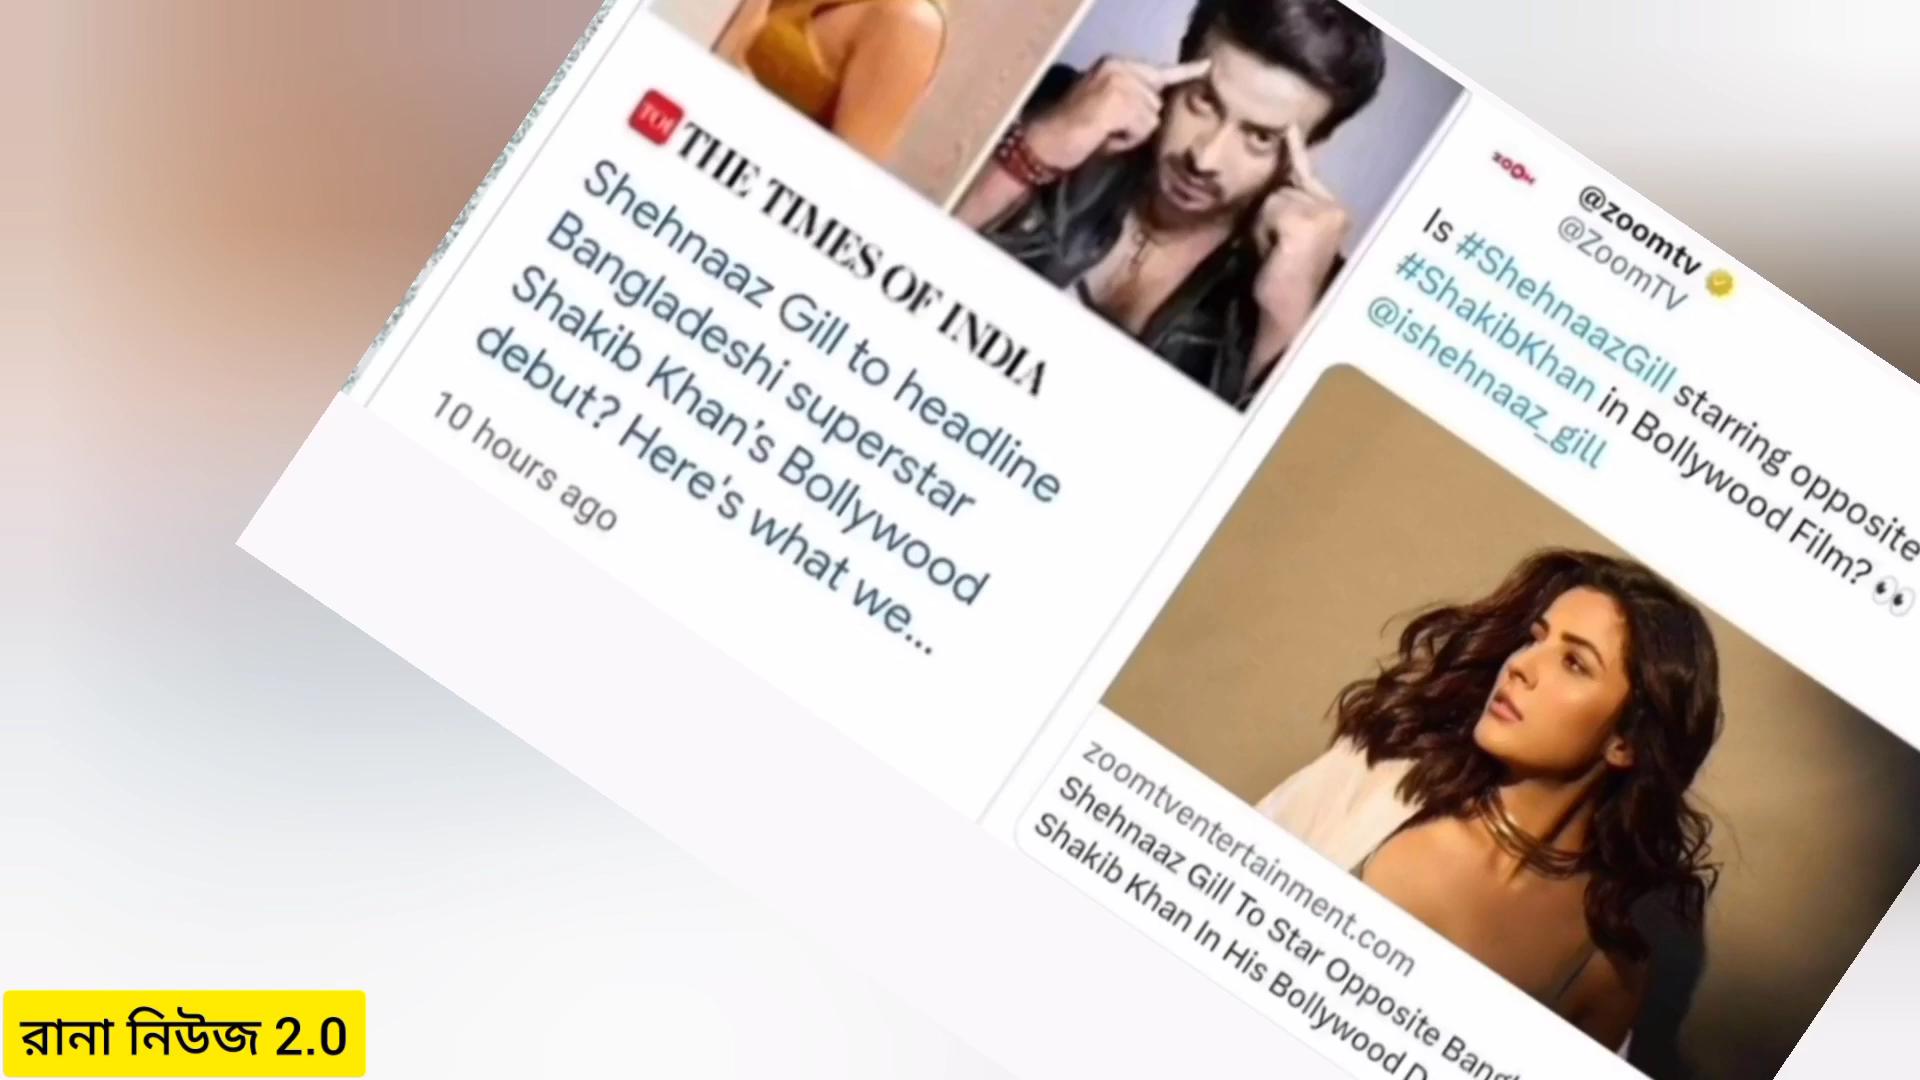 TOI THE TIMES OF INDIA
Shehnaaz Gill to headline
Bangladeshi superstar
Shakib Khan's Bollywood
debut? Here's what we...
10 hours ago
ZOOM
@zoomtv
@ZoomTV
Is #ShehnaazGill starring opposite
#ShakibKhan in Bollywood Film? 👀
@ishehnaaz_gill
zoomtventertainment.com
Shehnaaz Gill To Star Opposite
Shakib Khan In His Bollywood
রানা নিউজ 2.0